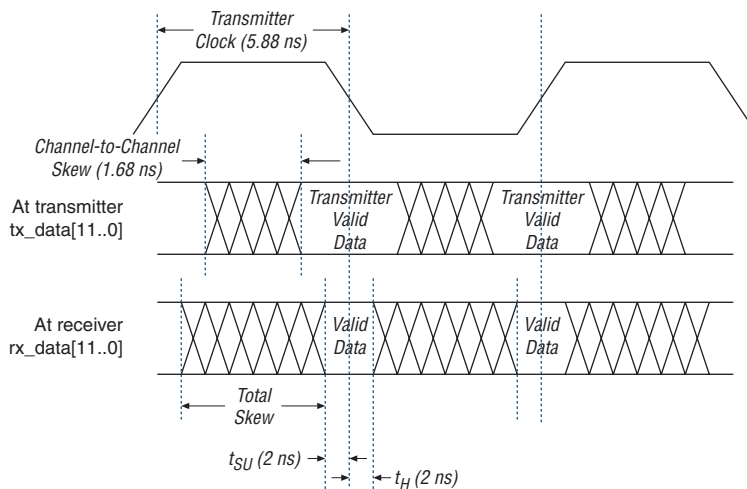 Transmitter
Clock (5.88 ns)
Channel-to-Channel
Skew (1.68 ns)
At transmitter
tx_data[11..0]
Transmitter
Valid
Data
Transmitter
Valid
Data
At receiver
rx_data[11..0]
Valid
Data
Valid
Data
Total
Skew
tSU (2 ns)
tH (2 ns)